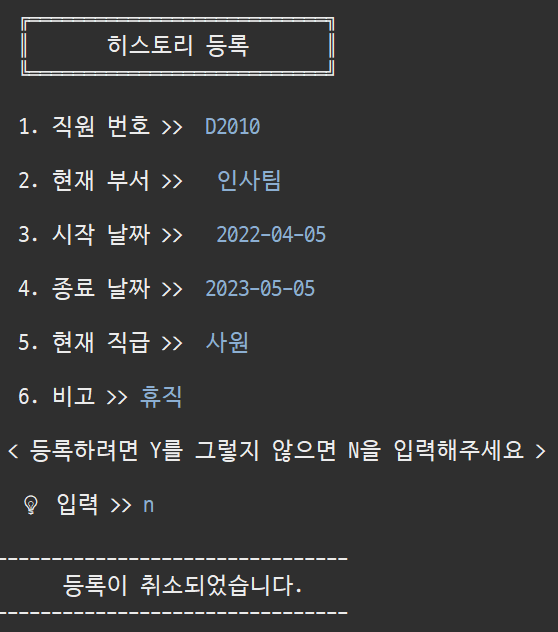 히스토리 등록
1. 직원 번호 >> D2010
2. 현재 부서 >> 인사팀
3. 시작 날짜 >> 2022-04-05
4. 종료 날짜 >> 2023-05-05
5. 현재 직급 >> 사원
6. 비고 >> 휴직
< 등록하려면 Y를 그렇지 않으면 N을 입력해주세요 >
💡 입력 >> n
--------------------------------
등록이 취소되었습니다.
--------------------------------